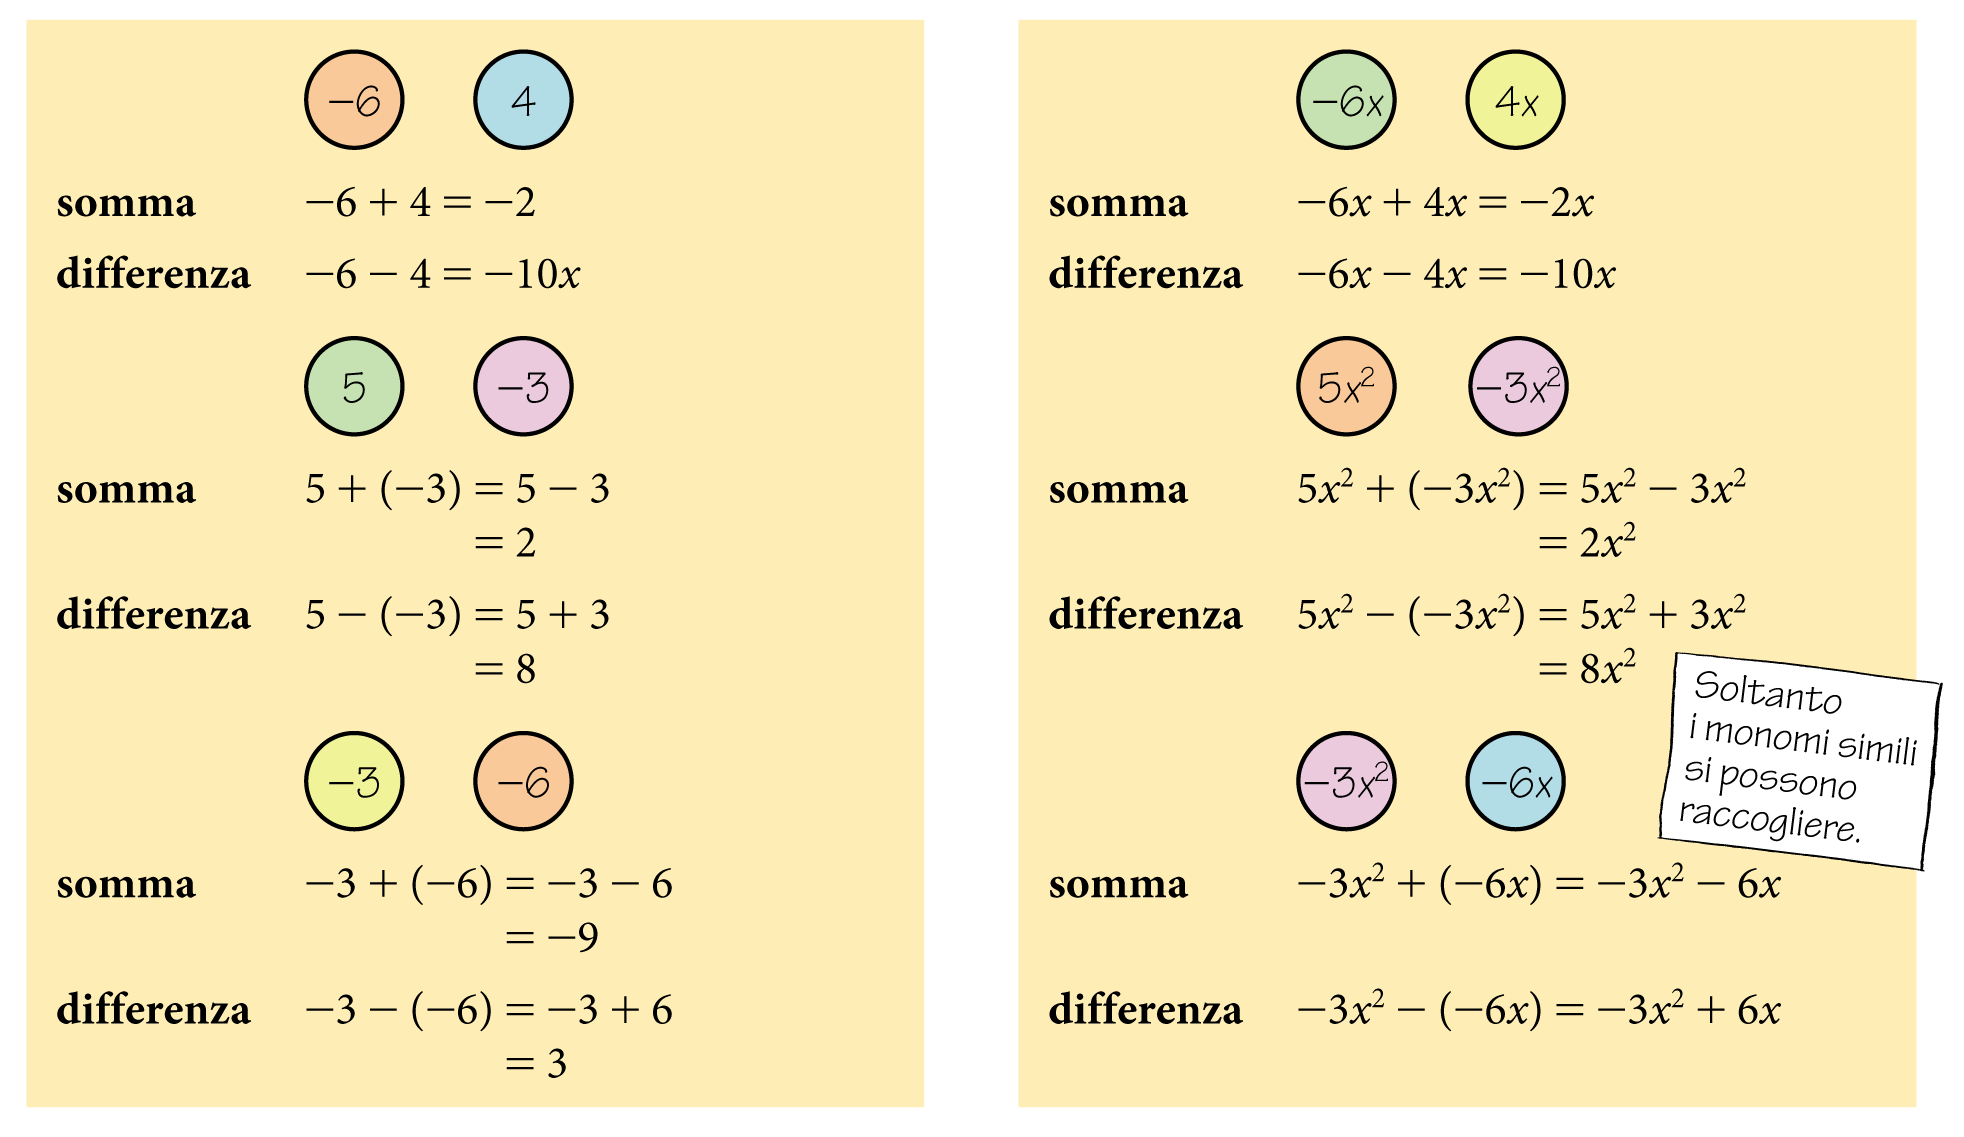 −6 4
somma −6 + 4 = −2
differenza −6 − 4 = −10x
5 −3
somma 5 + (−3) = 5 − 3
= 2
differenza 5 − (−3) = 5 + 3
= 8
−3 −6
somma −3 + (−6) = −3 − 6
= −9
differenza −3 − (−6) = −3 + 6
= 3
−6x 4x
somma −6x + 4x = −2x
differenza −6x − 4x = −10x
5x² −3x²
somma 5x² + (−3x²) = 5x² − 3x²
= 2x²
differenza 5x² − (−3x²) = 5x² + 3x²
= 8x²
Soltanto
i monomi simili
si possono
raccogliere.
−3x² −6x
somma −3x² + (−6x) = −3x² − 6x
differenza −3x² − (−6x) = −3x² + 6x